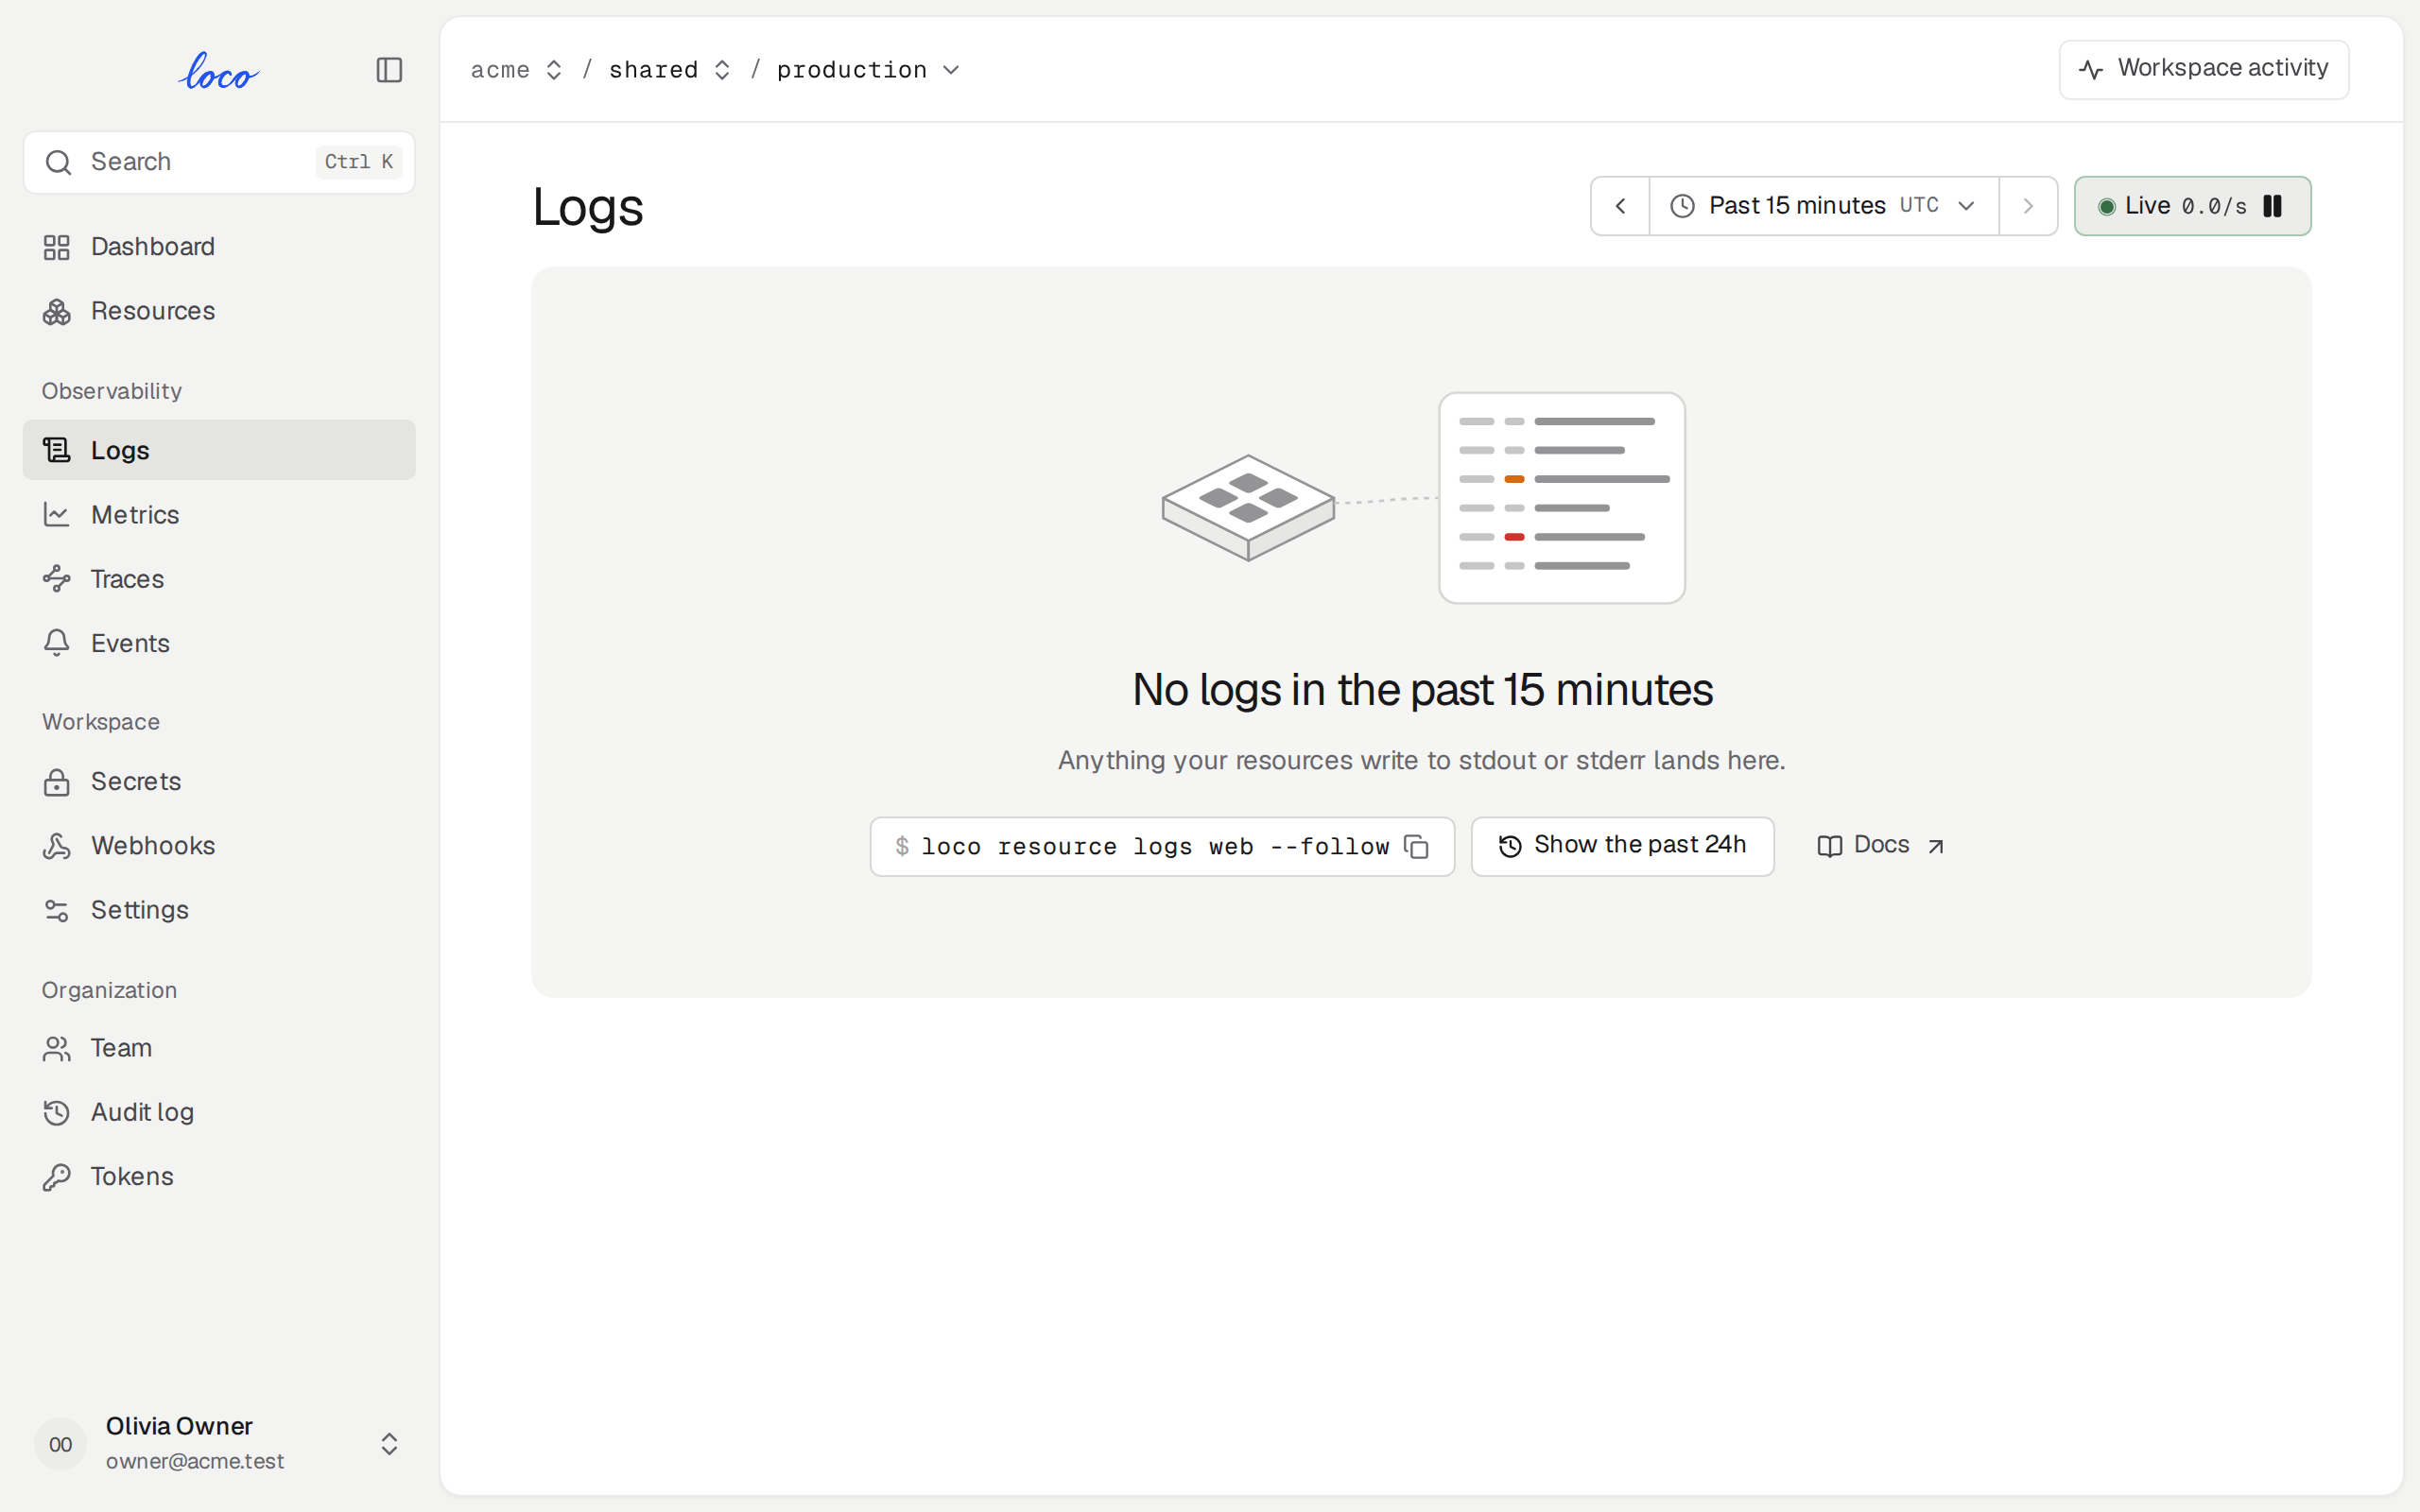 loco
acme / shared / production
Workspace activity
Search Ctrl K
Dashboard
Resources
Observability
Logs
Metrics
Traces
Events
Workspace
Secrets
Webhooks
Settings
Organization
Team
Audit log
Tokens
OO Olivia Owner
owner@acme.test
Logs
Past 15 minutes UTC
Live 0.0/s
No logs in the past 15 minutes
Anything your resources write to stdout or stderr lands here.
$ loco resource logs web --follow
Show the past 24h
Docs